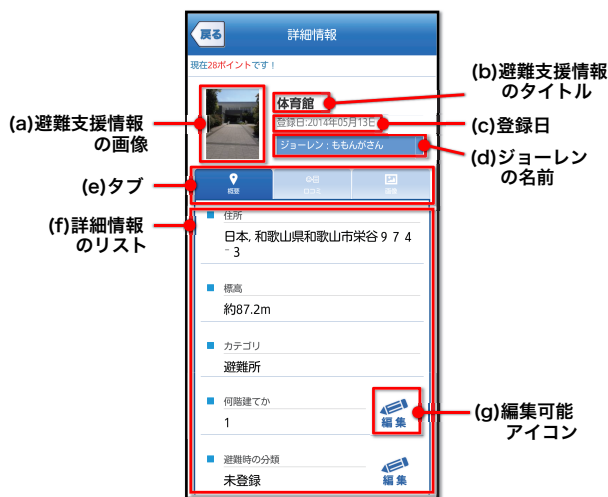 戻る
詳細情報
現在28ポイントです！
(a)避難支援情報
の画像
体育館
登録日:2014年05月13日
ジョーレン : ももんがさん
(b)避難支援情報
のタイトル
(c)登録日
(d)ジョーレン
の名前
(e)タブ
概要
口コミ
画像
(f)詳細情報
のリスト
住所
日本, 和歌山県和歌山市栄谷９７４
－３
標高
約87.2m
カテゴリ
避難所
何階建てか
1
編集
(g)編集可能
アイコン
避難時の分類
未登録
編集